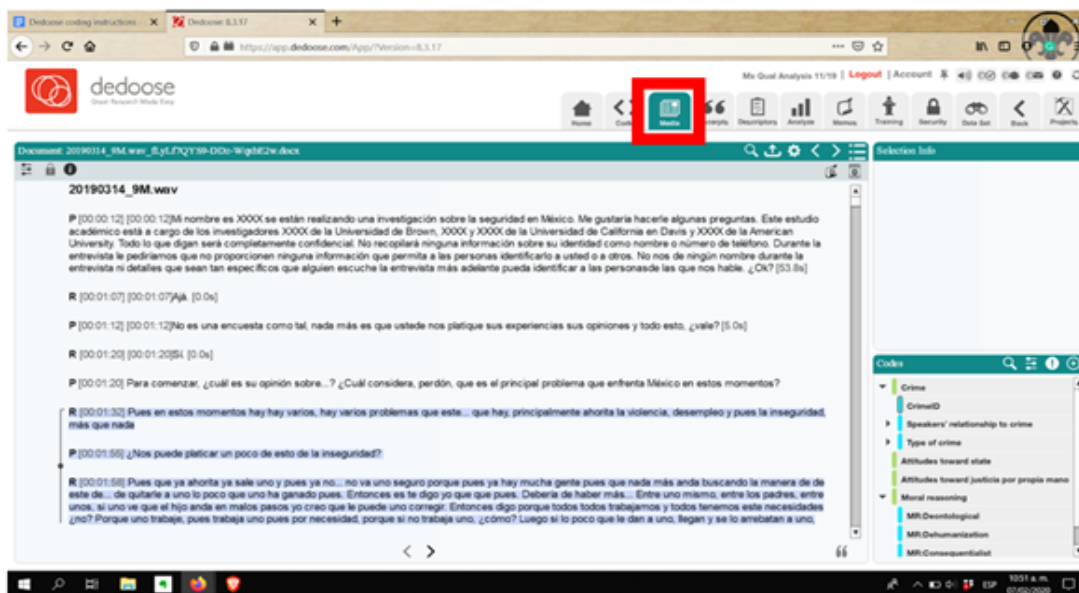 Dedoose coding instructions
Dedoose: 8.3.17
https://app.dedoose.com/App/?Version=8.3.17
dedoose
Great Research Made Easy
Mx Qual Analysis 11/19 | Logout | Account
Home
Media
Excerpts
Descriptors
Analyze
Memos
Training
Security
Data Set
Back
Projects
Selection Info
20190314_9M.wav
P [00:00:12] [00:00:12]Mi nombre es XXXX se están realizando una investigación sobre la seguridad en México. Me gustaría hacerle algunas preguntas. Este estudio
académico está a cargo de los investigadores XXXX de la Universidad de Brown, XXXX y XXXX de la Universidad de California en Davis y XXXX de la American
University. Todo lo que digan será completamente confidencial. No recopilará ninguna información sobre su identidad como nombre o número de teléfono. Durante la
entrevista le pediríamos que no proporcionen ninguna información que permita a las personas identificarlo a usted o a otros. No nos de ningún nombre durante la
entrevista ni detalles que sean tan específicos que alguien escuche la entrevista más adelante pueda identificar a las personasde las que nos hable. ¿Ok? [53.8s]
R [00:01:07] [00:01:07]Ajá. [0.0s]
P [00:01:12] [00:01:12]No es una encuesta como tal, nada más es que ustede nos platique sus experiencias sus opiniones y todo esto, ¿vale? [5.0s]
R [00:01:20] [00:01:20]Sí. [0.0s]
P [00:01:20] Para comenzar, ¿cuál es su opinión sobre...? ¿Cuál considera, perdón, que es el principal problema que enfrenta México en estos momentos?
R [00:01:32] Pues en estos momentos hay hay varios, hay varios problemas que este... que hay, principalmente ahorita la violencia, desempleo y pues la inseguridad,
más que nada
P [00:01:55] ¿Nos puede platicar un poco de esto de la inseguridad?
R [00:01:58] Pues que ya ahorita ya sale uno y pues ya no... no va uno seguro porque pues ya hay mucha gente pues que nada más anda buscando la manera de de
este de... de quitarle a uno lo poco que uno ha ganado pues. Entonces es te digo yo que que pues. Debería de haber más... Entre uno mismo, entre los padres, entre
unos, si uno ve que el hijo anda en malos pasos yo creo que le puede uno corregir. Entonces digo porque todos todos trabajamos y todos tenemos este necesidades
¿no? Porque uno trabaje, pues trabaja uno pues por necesidad, porque si no trabaja uno, ¿cómo? Luego si lo poco que le dan a uno, llegan y se lo arrebatan a uno,
Codes
Crime
CrimeID
Speakers' relationship to crime
Type of crime
Attitudes toward state
Attitudes toward justicia por propia mano
Moral reasoning
MR:Deontological
MR:Dehumanization
MR:Consequentialist
ESP
10:51 a. m.
07/02/2020